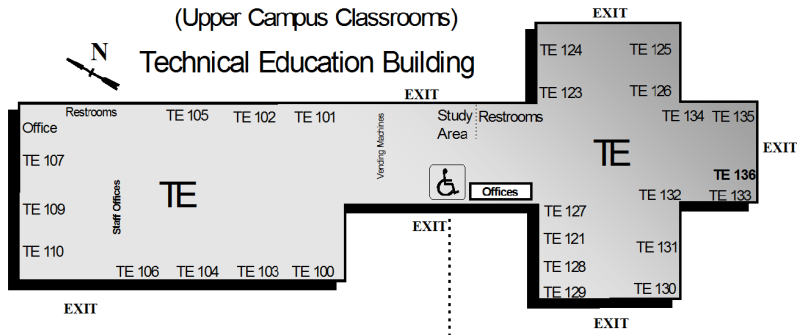 (Upper Campus Classrooms)
Technical Education Building
N
EXIT
TE 124
TE 125
TE 123
TE 126
EXIT
Restrooms
Office
TE 105
TE 102
TE 101
Vending Machines
Study
Area
Restrooms
TE 134
TE 135
TE 107
TE
TE
EXIT
TE 136
Staff Offices
Offices
TE 132
TE 133
TE 109
TE 127
EXIT
TE 121
TE 131
TE 110
TE 128
TE 106
TE 104
TE 103
TE 100
TE 129
TE 130
EXIT
EXIT